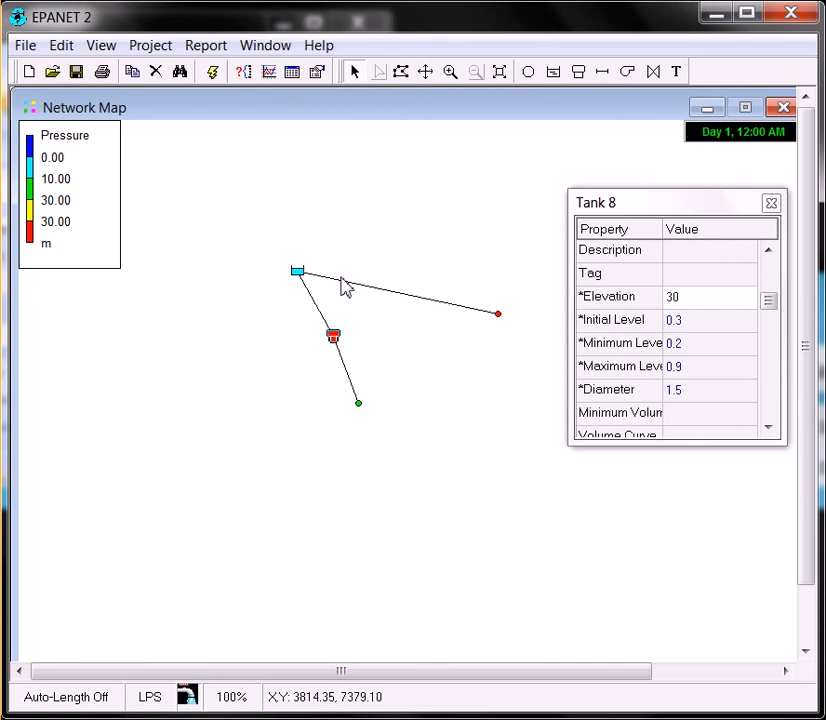 EPANET 2
File Edit View Project Report Window Help
Network Map
Day 1, 12:00 AM
Pressure
0.00
10.00
30.00
30.00
m
Tank 8
Property Value
Description
Tag
*Elevation 30
*Initial Level 0.3
*Minimum Leve 0.2
*Maximum Leve 0.9
*Diameter 1.5
Minimum Volum
Volume Curve
Auto-Length Off LPS 100% X,Y: 3814.35, 7379.10